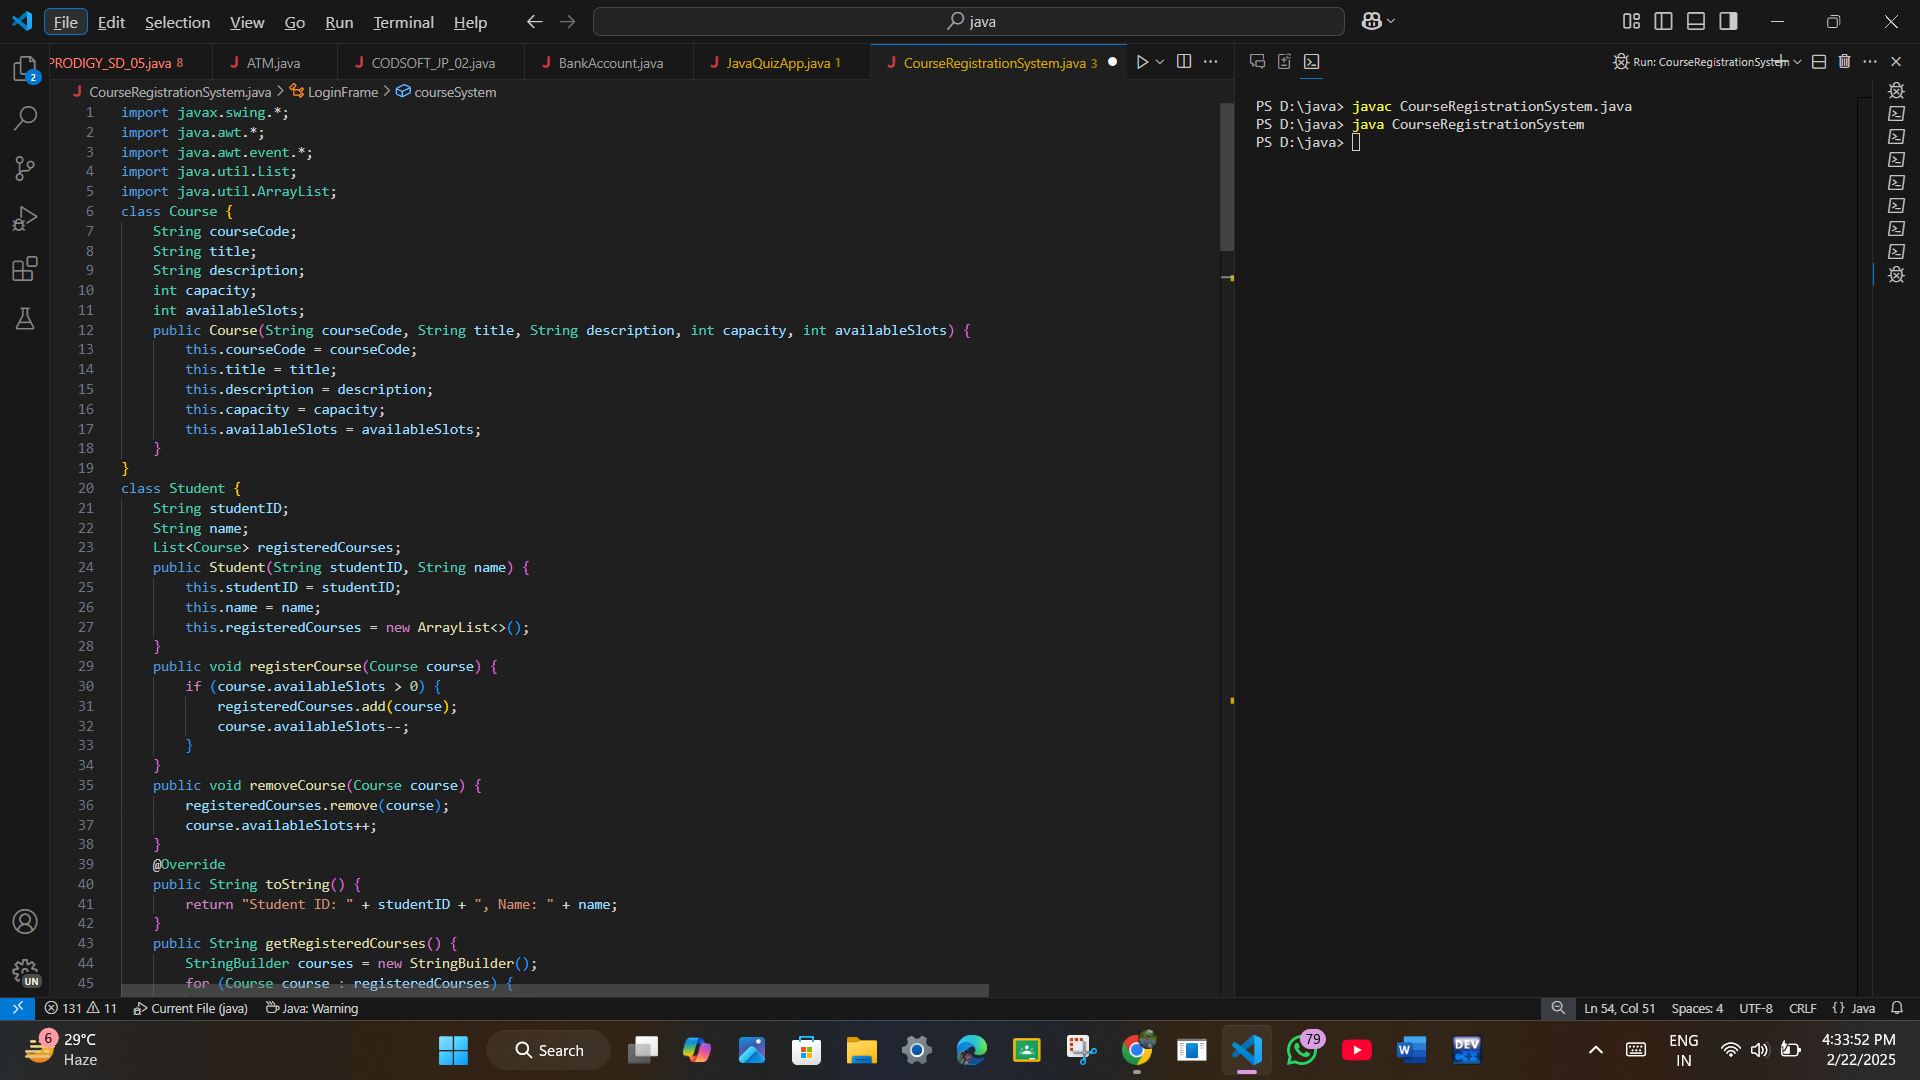 File Edit Selection View Go Run Terminal Help
java
PRODIGY_SD_05.java 8
ATM.java
CODSOFT_JP_02.java
BankAccount.java
JavaQuizApp.java 1
CourseRegistrationSystem.java 3
CourseRegistrationSystem.java > LoginFrame > courseSystem
1 import javax.swing.*;
2 import java.awt.*;
3 import java.awt.event.*;
4 import java.util.List;
5 import java.util.ArrayList;
6 class Course {
7 String courseCode;
8 String title;
9 String description;
10 int capacity;
11 int availableSlots;
12 public Course(String courseCode, String title, String description, int capacity, int availableSlots) {
13 this.courseCode = courseCode;
14 this.title = title;
15 this.description = description;
16 this.capacity = capacity;
17 this.availableSlots = availableSlots;
18 }
19 }
20 class Student {
21 String studentID;
22 String name;
23 List<Course> registeredCourses;
24 public Student(String studentID, String name) {
25 this.studentID = studentID;
26 this.name = name;
27 this.registeredCourses = new ArrayList<>();
28 }
29 public void registerCourse(Course course) {
30 if (course.availableSlots > 0) {
31 registeredCourses.add(course);
32 course.availableSlots--;
33 }
34 }
35 public void removeCourse(Course course) {
36 registeredCourses.remove(course);
37 course.availableSlots++;
38 }
39 @Override
40 public String toString() {
41 return "Student ID: " + studentID + ", Name: " + name;
42 }
43 public String getRegisteredCourses() {
44 StringBuilder courses = new StringBuilder();
45 for (Course course : registeredCourses) {
Run: CourseRegistrationSystem
PS D:\java> javac CourseRegistrationSystem.java
PS D:\java> java CourseRegistrationSystem
PS D:\java>
2
UN
131 11 Current File (java) Java: Warning
Ln 54, Col 51 Spaces: 4 UTF-8 CRLF {} Java
6
29°C
Haze
Search
79
W
DEV
C++
ENG
IN
4:33:52 PM
2/22/2025